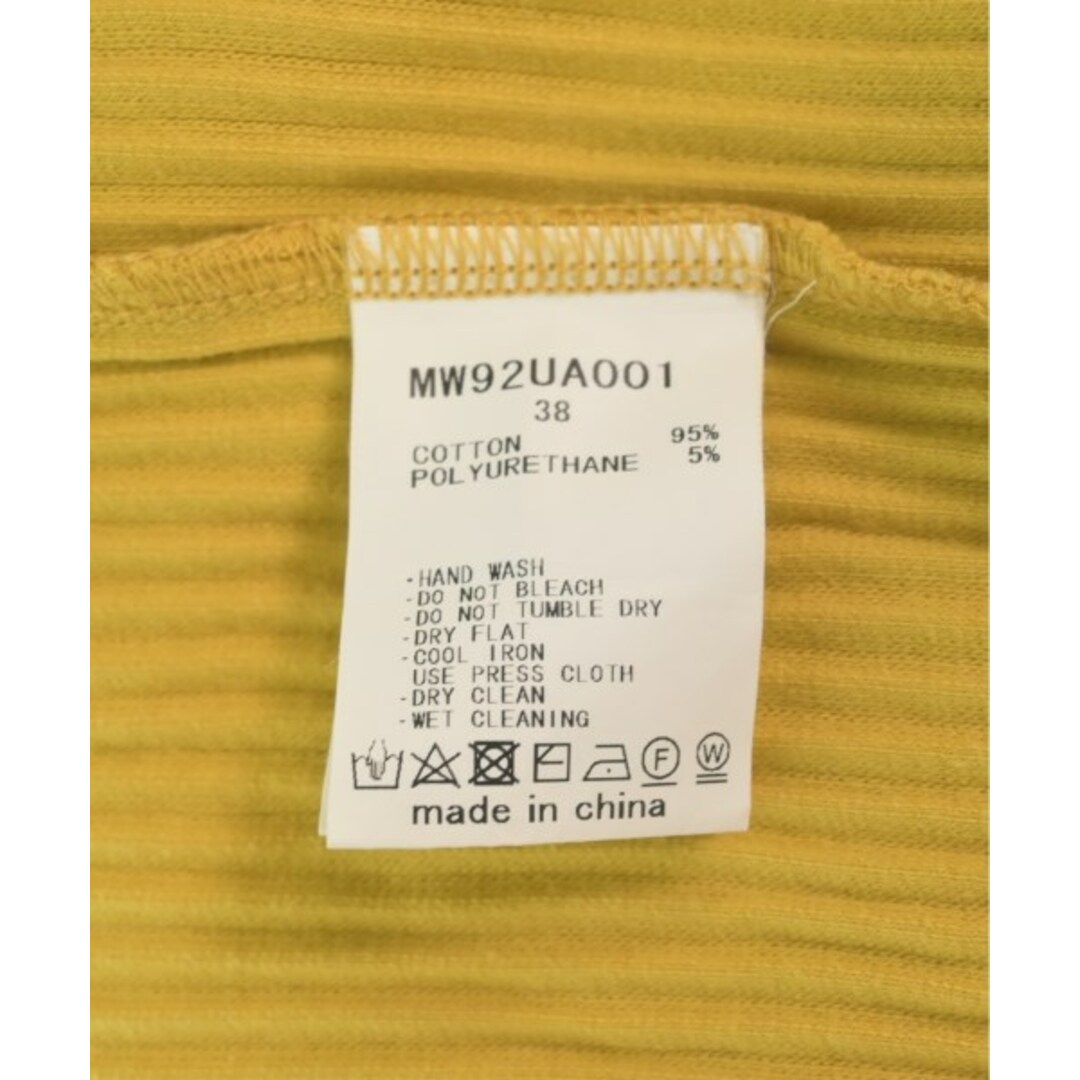 MW92UA001
38
COTTON 95%
POLYURETHANE 5%
-HAND WASH
-DO NOT BLEACH
-DO NOT TUMBLE DRY
-DRY FLAT
-COOL IRON
USE PRESS CLOTH
-DRY CLEAN
-WET CLEANING
F W
made in china